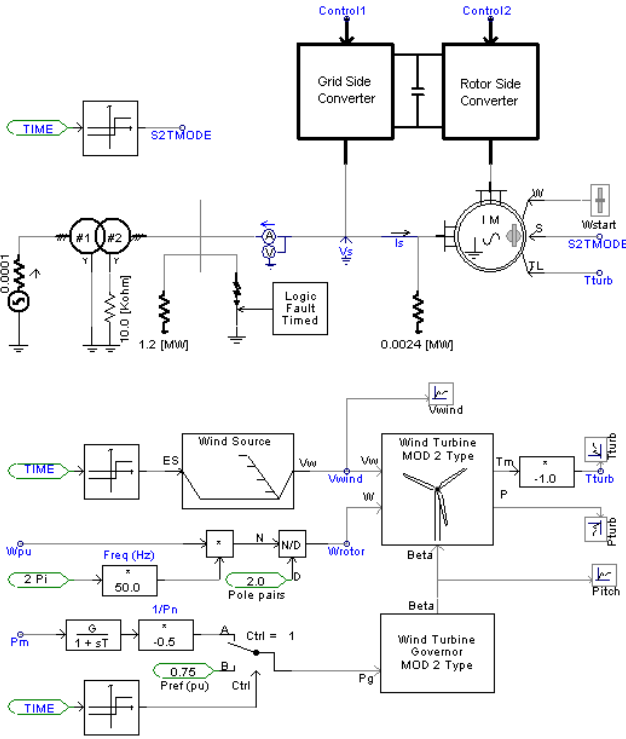 Control1
Control2
Grid Side
Converter
Rotor Side
Converter
TIME
S2TMODE
I M
W
Wstart
S
S2TMODE
TL
Tturb
#1
#2
Y
Y
A
V
Vs
Is
0.0001
10.0 [Kohm]
1.2 [MW]
Logic
Fault
Timed
0.0024 [MW]
Vwind
TIME
ES
Wind Source
Vw
Vwind
Vw
W
Wind Turbine
MOD 2 Type
Tm
P
Beta
*
-1.0
Tturb
Tturb
Pturb
Wpu
*
N
N/D
D
Wrotor
Freq (Hz)
2 Pi
*
50.0
2.0
Pole pairs
Pitch
Beta
1/Pn
Pm
G
1 + sT
*
-0.5
A
B
Ctrl = 1
Ctrl
0.75
Pref (pu)
Pg
Wind Turbine
Governor
MOD 2 Type
TIME